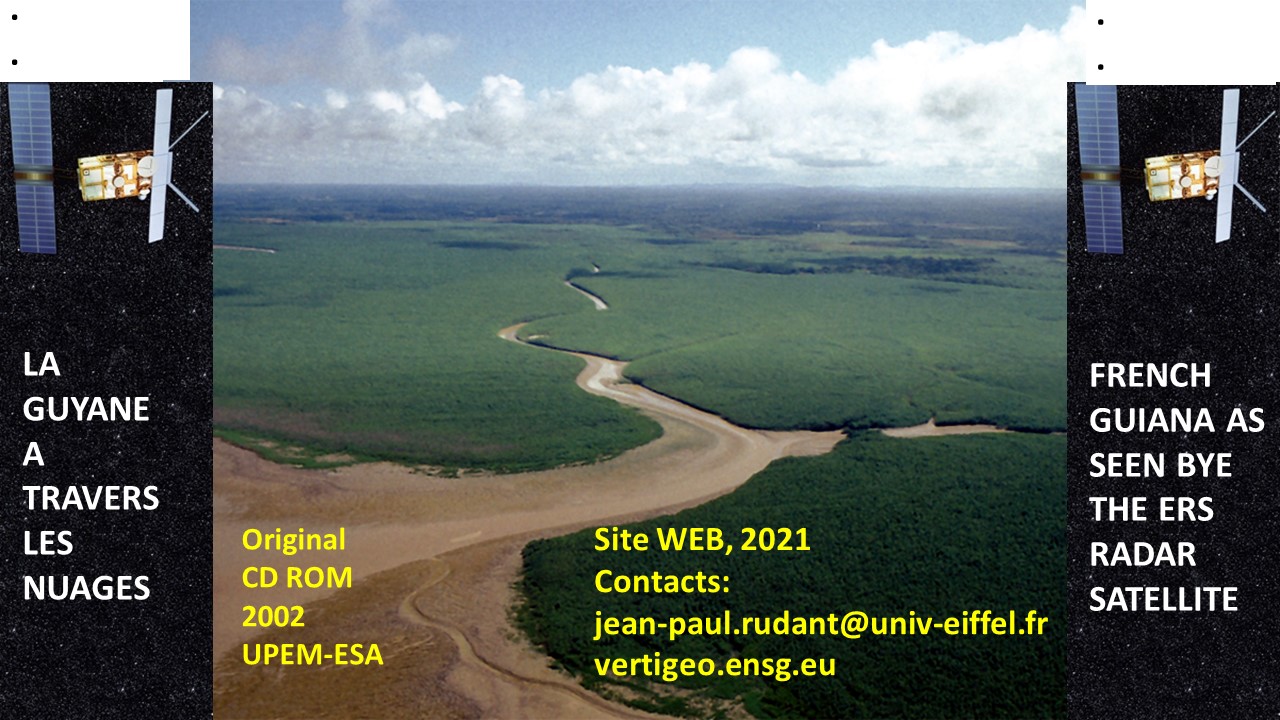 LA
GUYANE
A
TRAVERS
LES
NUAGES
Original
CD ROM
2002
UPEM-ESA
Site WEB, 2021
Contacts:
jean-paul.rudant@univ-eiffel.fr
vertigeo.ensg.eu
FRENCH
GUIANA AS
SEEN BYE
THE ERS
RADAR
SATELLITE